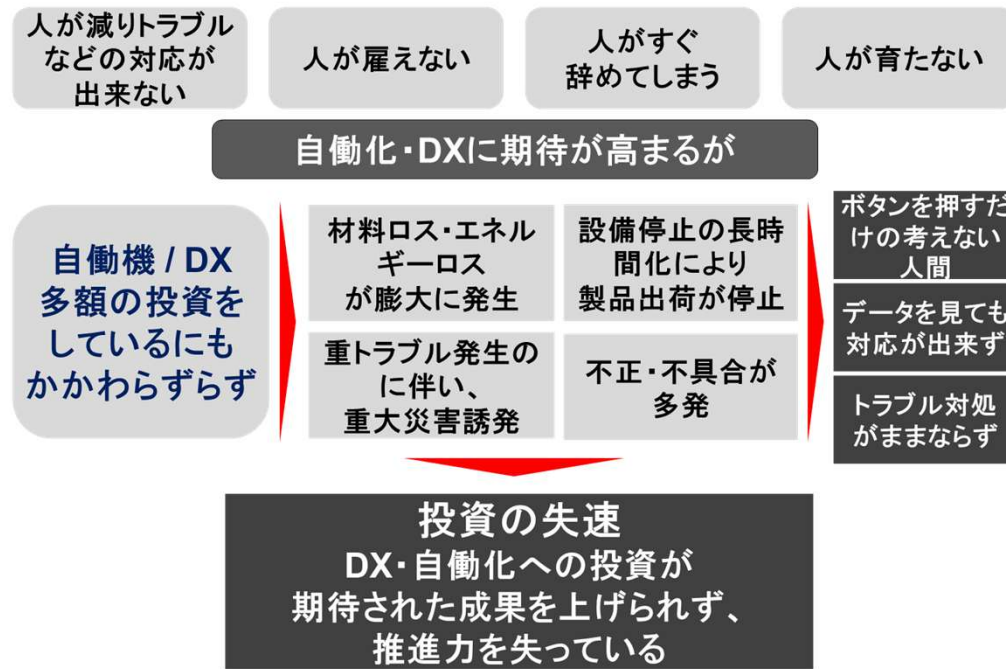 人が減りトラブル
などの対応が
出来ない
人が雇えない
人がすぐ
辞めてしまう
人が育たない
自働化・DXに期待が高まるが
自働機 / DX
多額の投資を
しているにも
かかわらずらず
材料ロス・エネル
ギーロス
が膨大に発生
設備停止の長時
間化により
製品出荷が停止
重トラブル発生の
に伴い、
重大災害誘発
不正・不具合が
多発
ボタンを押すだ
けの考えない
人間
データを見ても
対応が出来ず
トラブル対処
がままならず
投資の失速
DX・自働化への投資が
期待された成果を上げられず、
推進力を失っている